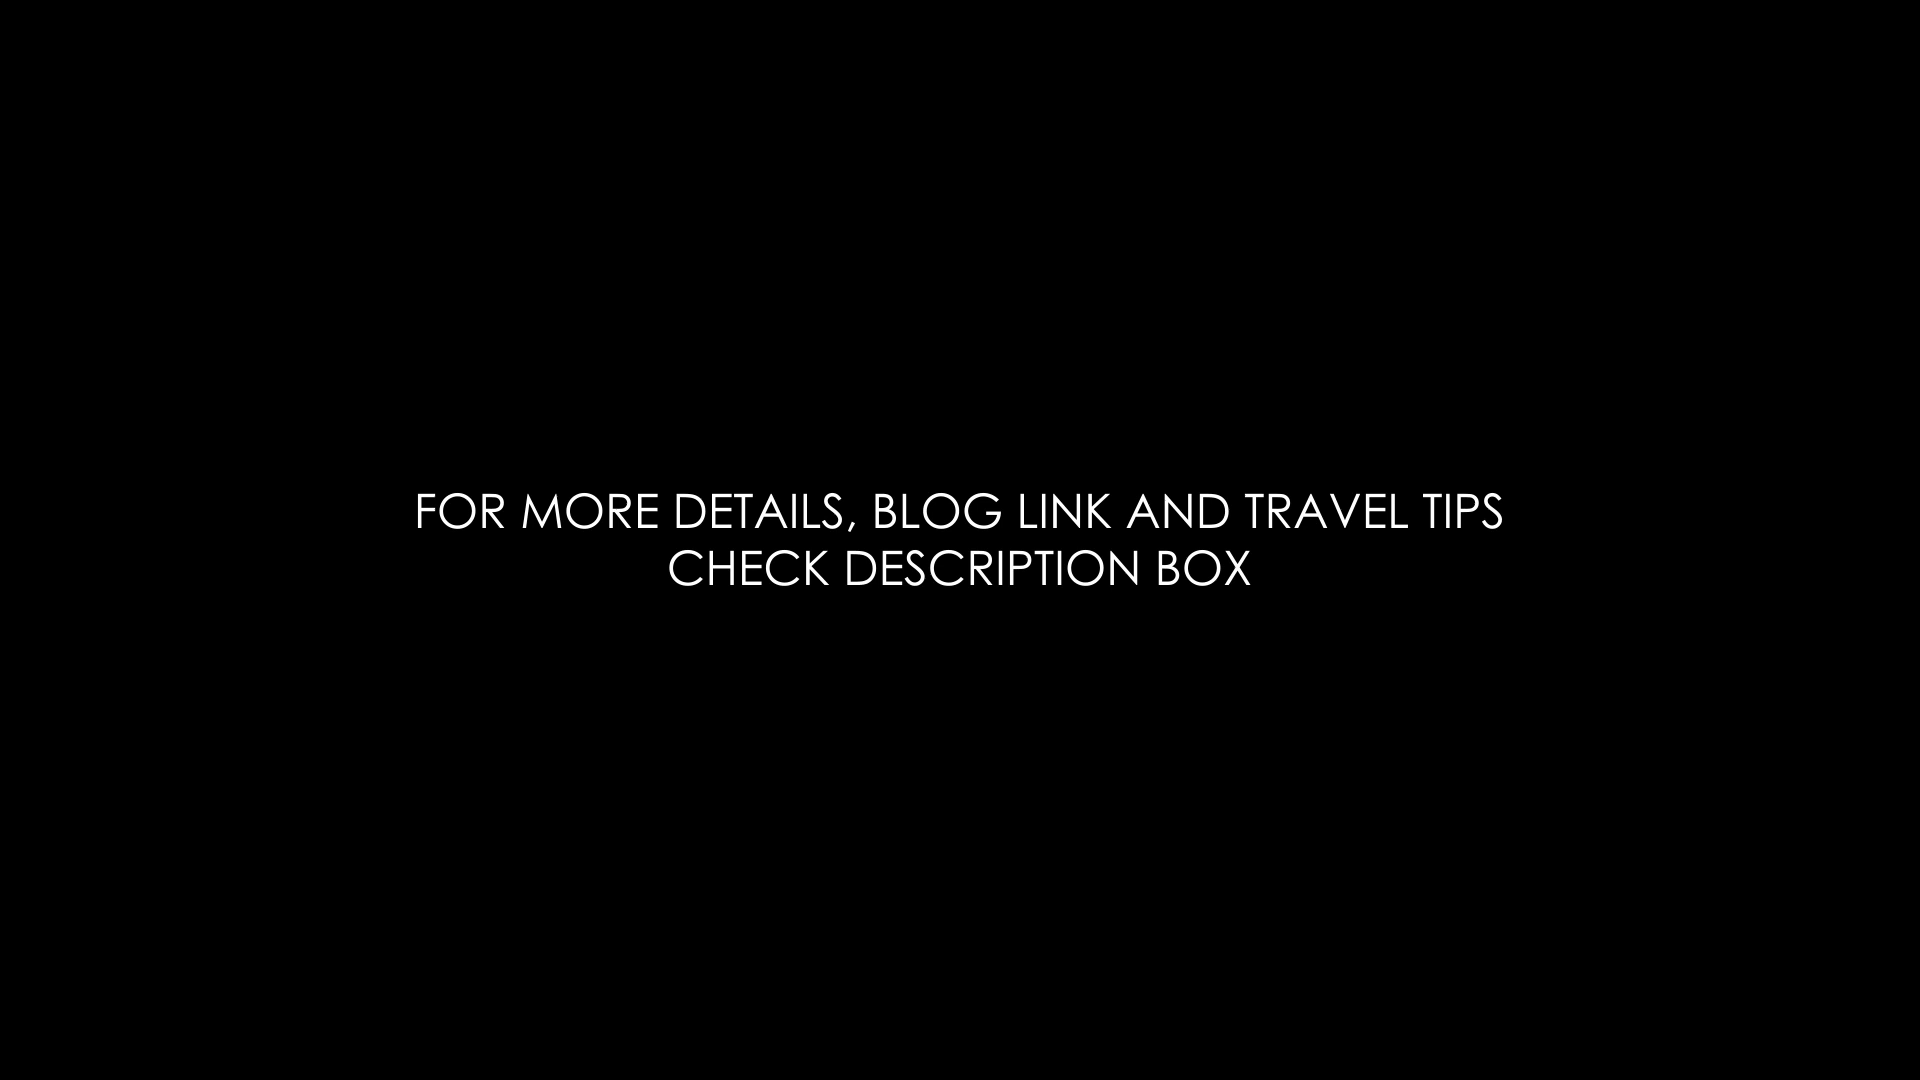 FOR MORE DETAILS, BLOG LINK AND TRAVEL TIPS
CHECK DESCRIPTION BOX